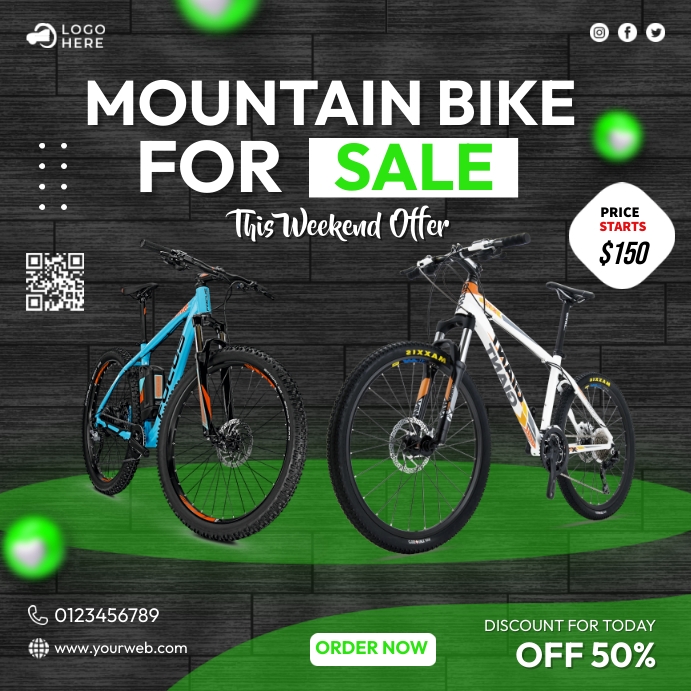 LOGO
HERE
MOUNTAIN BIKE
FOR SALE
This Weekend Offer
PRICE
STARTS
$150
MAXXIS
0123456789
www.yourweb.com
ORDER NOW
DISCOUNT FOR TODAY
OFF 50%